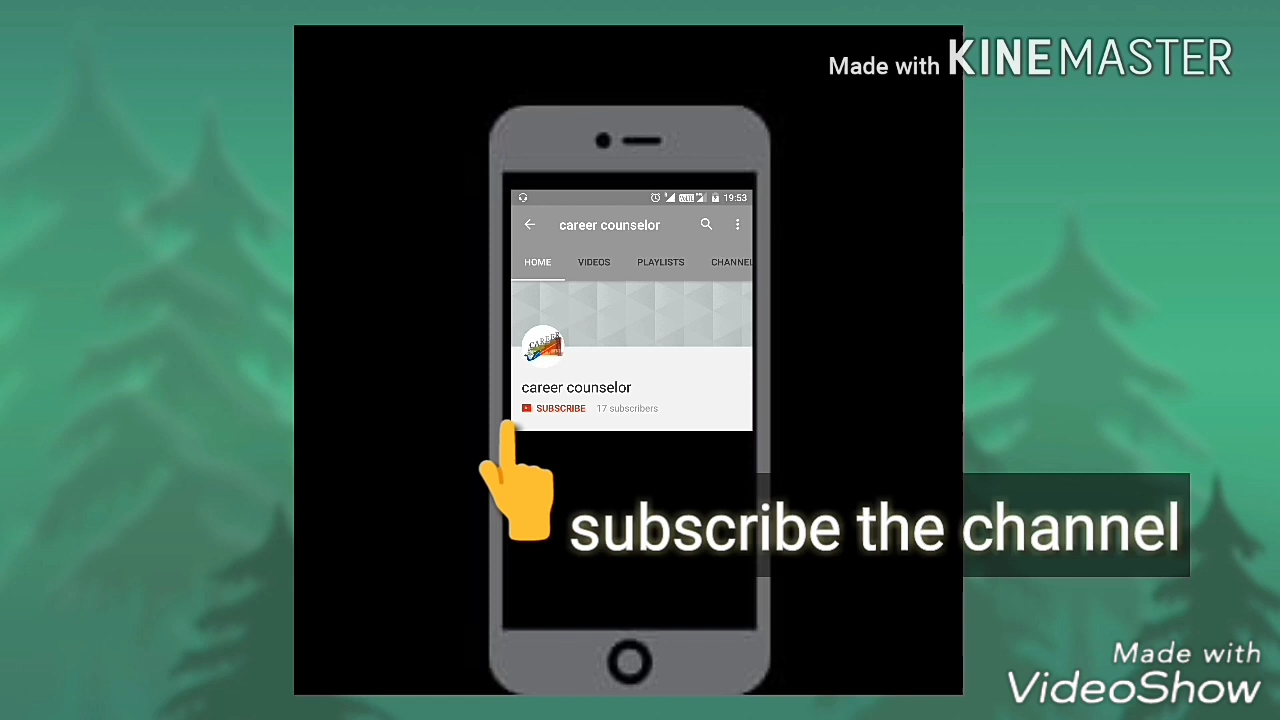 Made with KINEMASTER
19:53
career counselor
HOME VIDEOS PLAYLISTS CHANNEL
CAREER
career counselor
SUBSCRIBE 17 subscribers
subscribe the channel
Made with
VideoShow